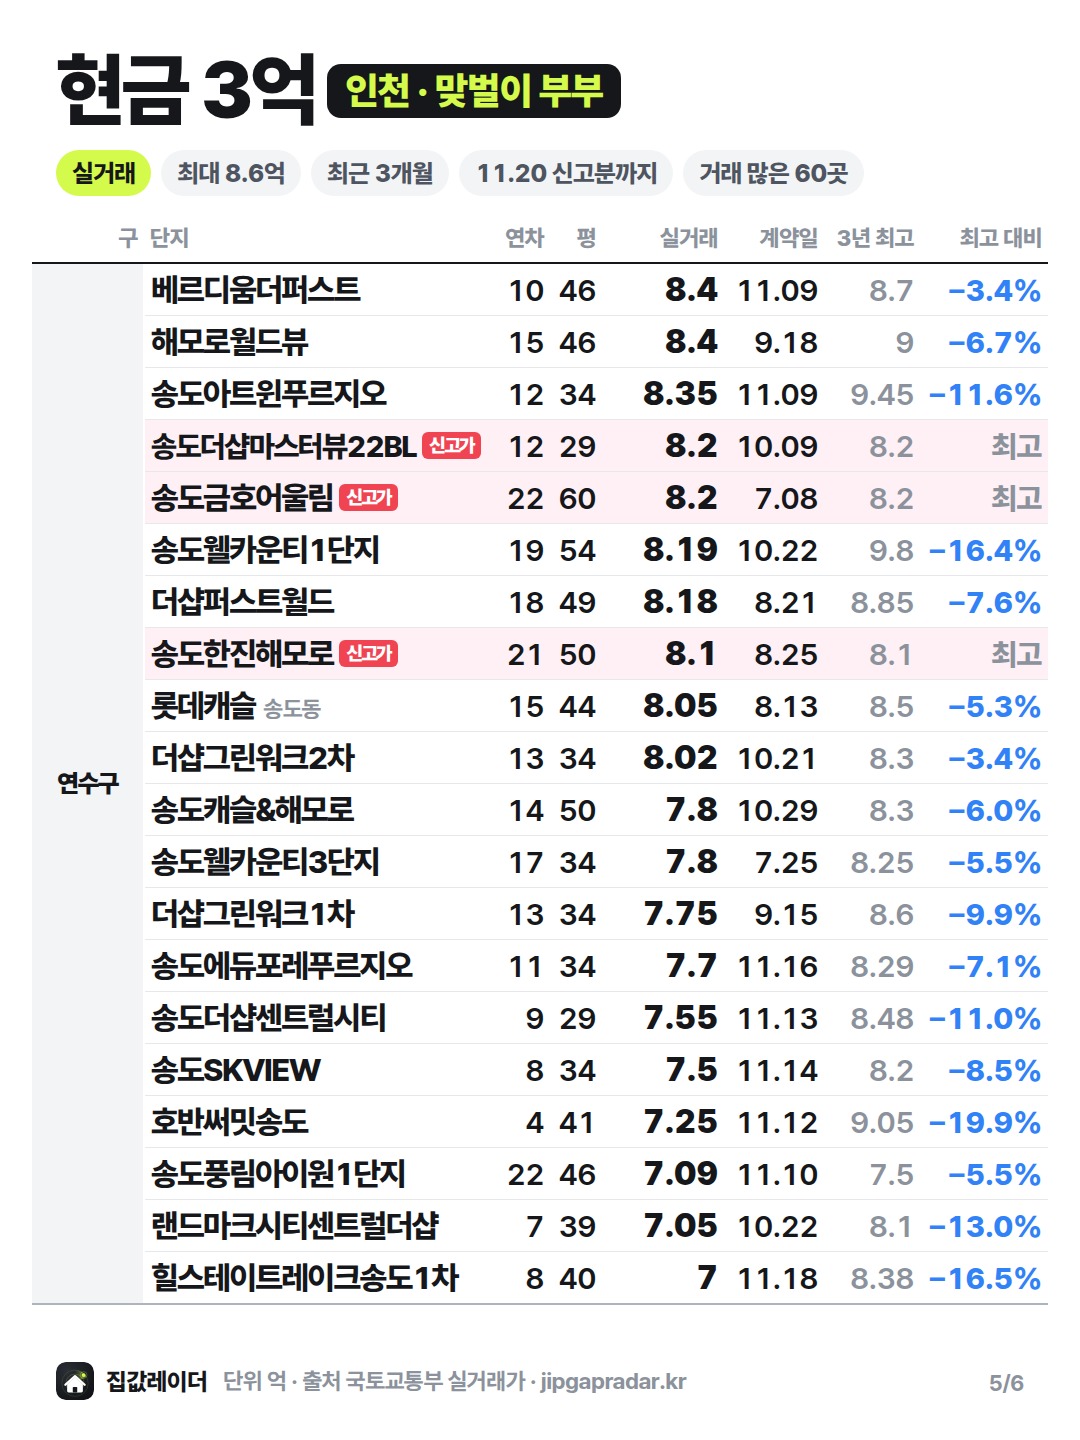 현금 3억 인천 · 맞벌이 부부
실거래 최대 8.6억 최근 3개월 11.20 신고분까지 거래 많은 60곳
구 단지 연차 평 실거래 계약일 3년 최고 최고 대비
베르디움더퍼스트 10 46 8.4 11.09 8.7 −3.4%
해모로월드뷰 15 46 8.4 9.18 9 −6.7%
송도아트윈푸르지오 12 34 8.35 11.09 9.45 −11.6%
송도더샵마스터뷰22BL 신고가 12 29 8.2 10.09 8.2 최고
송도금호어울림 신고가 22 60 8.2 7.08 8.2 최고
송도웰카운티1단지 19 54 8.19 10.22 9.8 −16.4%
더샵퍼스트월드 18 49 8.18 8.21 8.85 −7.6%
송도한진해모로 신고가 21 50 8.1 8.25 8.1 최고
롯데캐슬 송도동 15 44 8.05 8.13 8.5 −5.3%
더샵그린워크2차 13 34 8.02 10.21 8.3 −3.4%
연수구
송도캐슬&해모로 14 50 7.8 10.29 8.3 −6.0%
송도웰카운티3단지 17 34 7.8 7.25 8.25 −5.5%
더샵그린워크1차 13 34 7.75 9.15 8.6 −9.9%
송도에듀포레푸르지오 11 34 7.7 11.16 8.29 −7.1%
송도더샵센트럴시티 9 29 7.55 11.13 8.48 −11.0%
송도SKVIEW 8 34 7.5 11.14 8.2 −8.5%
호반써밋송도 4 41 7.25 11.12 9.05 −19.9%
송도풍림아이원1단지 22 46 7.09 11.10 7.5 −5.5%
랜드마크시티센트럴더샵 7 39 7.05 10.22 8.1 −13.0%
힐스테이트레이크송도1차 8 40 7 11.18 8.38 −16.5%
집값레이더 단위 억 · 출처 국토교통부 실거래가 · jipgapradar.kr 5/6